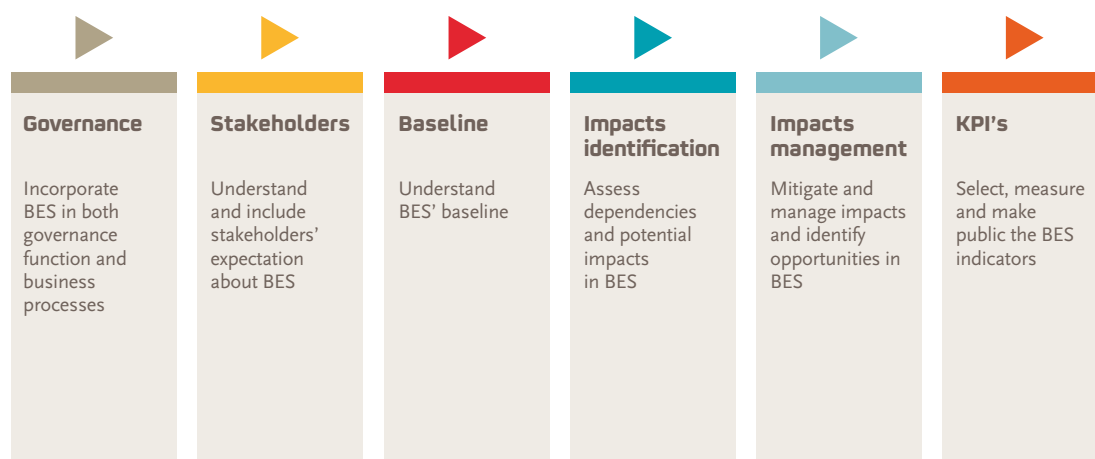 Governance
Incorporate
BES in both
governance
function and
business
processes
Stakeholders
Understand
and include
stakeholders’
expectation
about BES
Baseline
Understand
BES’ baseline
Impacts
identification
Assess
dependencies
and potential
impacts
in BES
Impacts
management
Mitigate and
manage impacts
and identify
opportunities in
BES
KPI’s
Select, measure
and make
public the BES
indicators